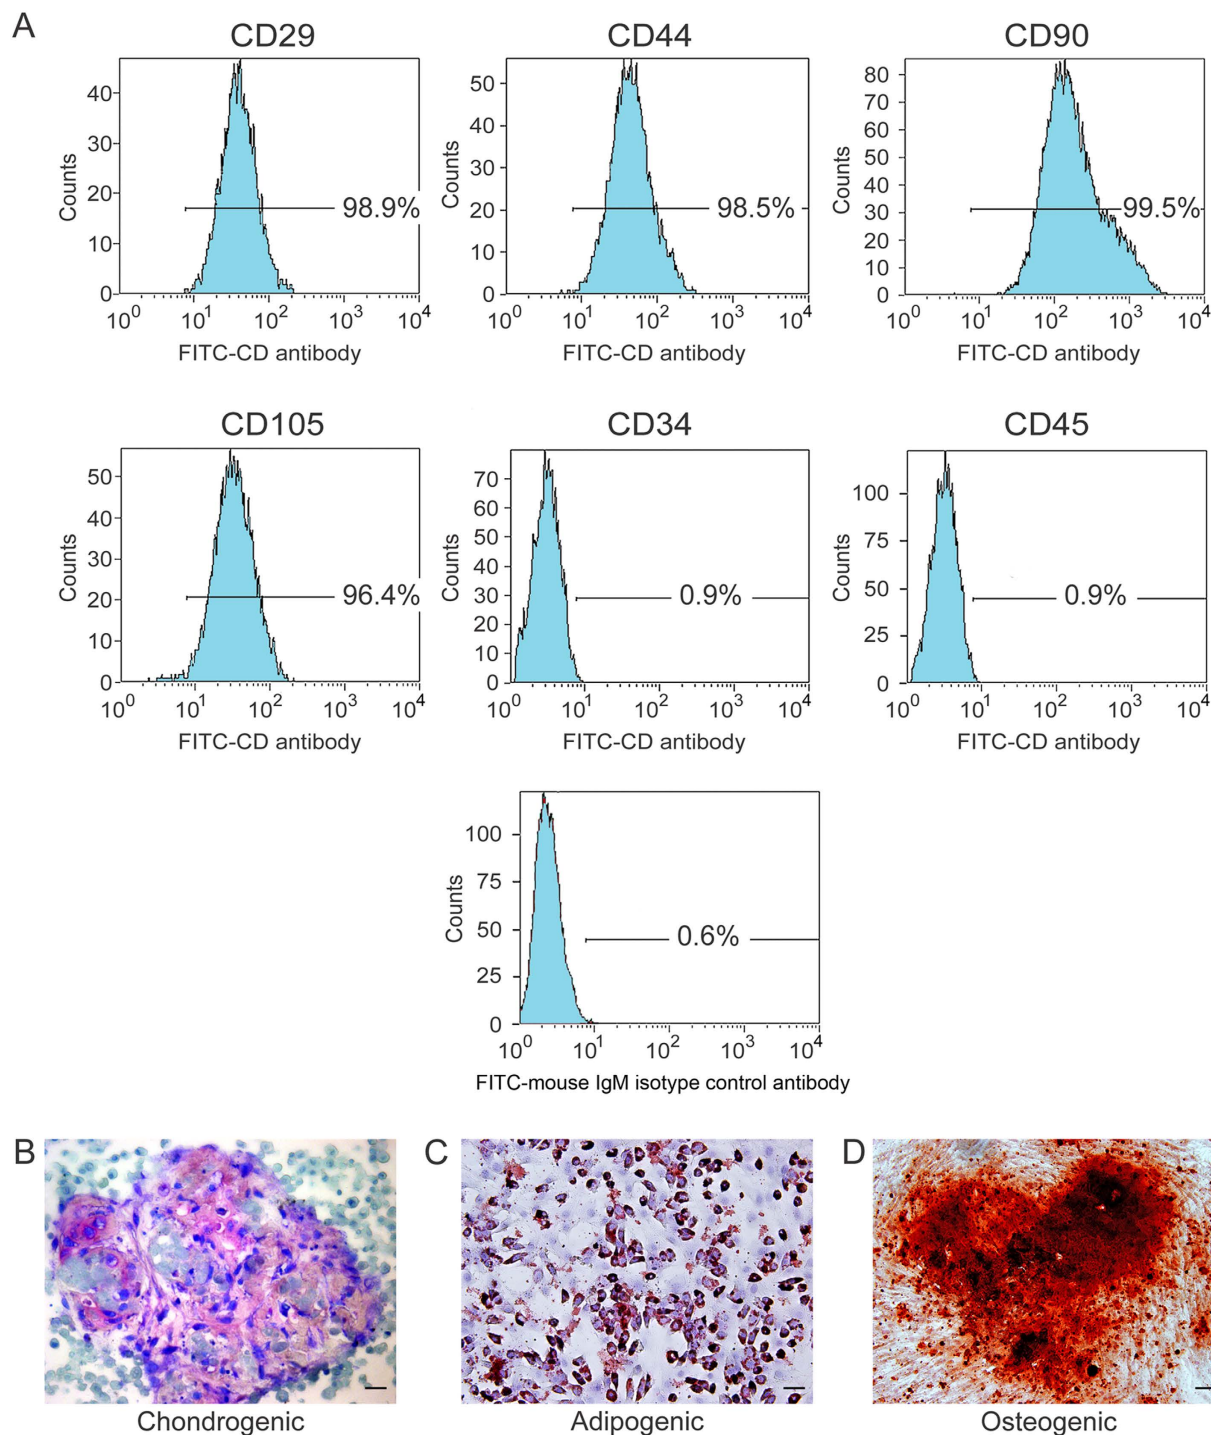 A
CD29
CD44
CD90
40
30
20
10
0
Counts
98.9%
10^0 10^1 10^2 10^3 10^4
FITC-CD antibody
50
40
30
20
10
0
Counts
98.5%
10^0 10^1 10^2 10^3 10^4
FITC-CD antibody
80
70
60
50
40
30
20
10
0
Counts
99.5%
10^0 10^1 10^2 10^3 10^4
FITC-CD antibody
CD105
CD34
CD45
50
40
30
20
10
0
Counts
96.4%
10^0 10^1 10^2 10^3 10^4
FITC-CD antibody
70
60
50
40
30
20
10
0
Counts
0.9%
10^0 10^1 10^2 10^3 10^4
FITC-CD antibody
100
75
50
25
0
Counts
0.9%
10^0 10^1 10^2 10^3 10^4
FITC-CD antibody
100
75
50
25
0
Counts
0.6%
10^0 10^1 10^2 10^3 10^4
FITC-mouse IgM isotype control antibody
B
C
D
Chondrogenic
Adipogenic
Osteogenic